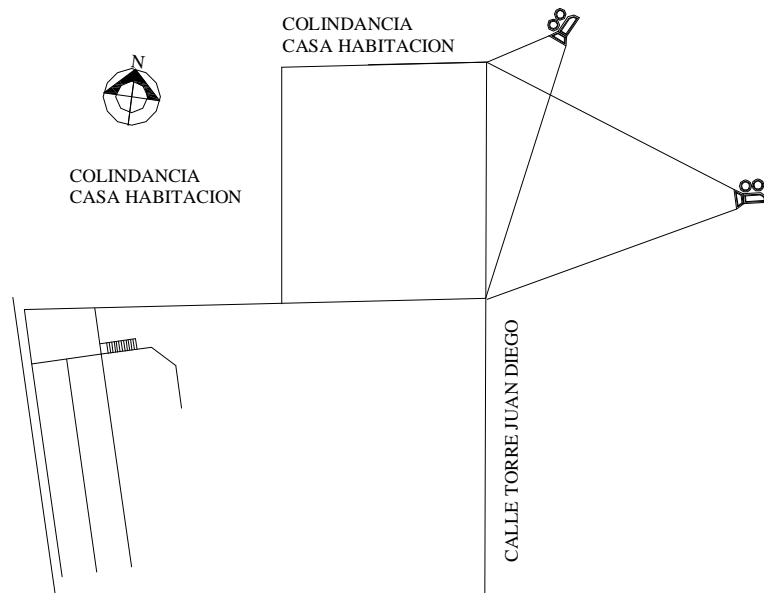 COLINDANCIA
CASA HABITACION
N
COLINDANCIA
CASA HABITACION
CALLE TORRE JUAN DIEGO